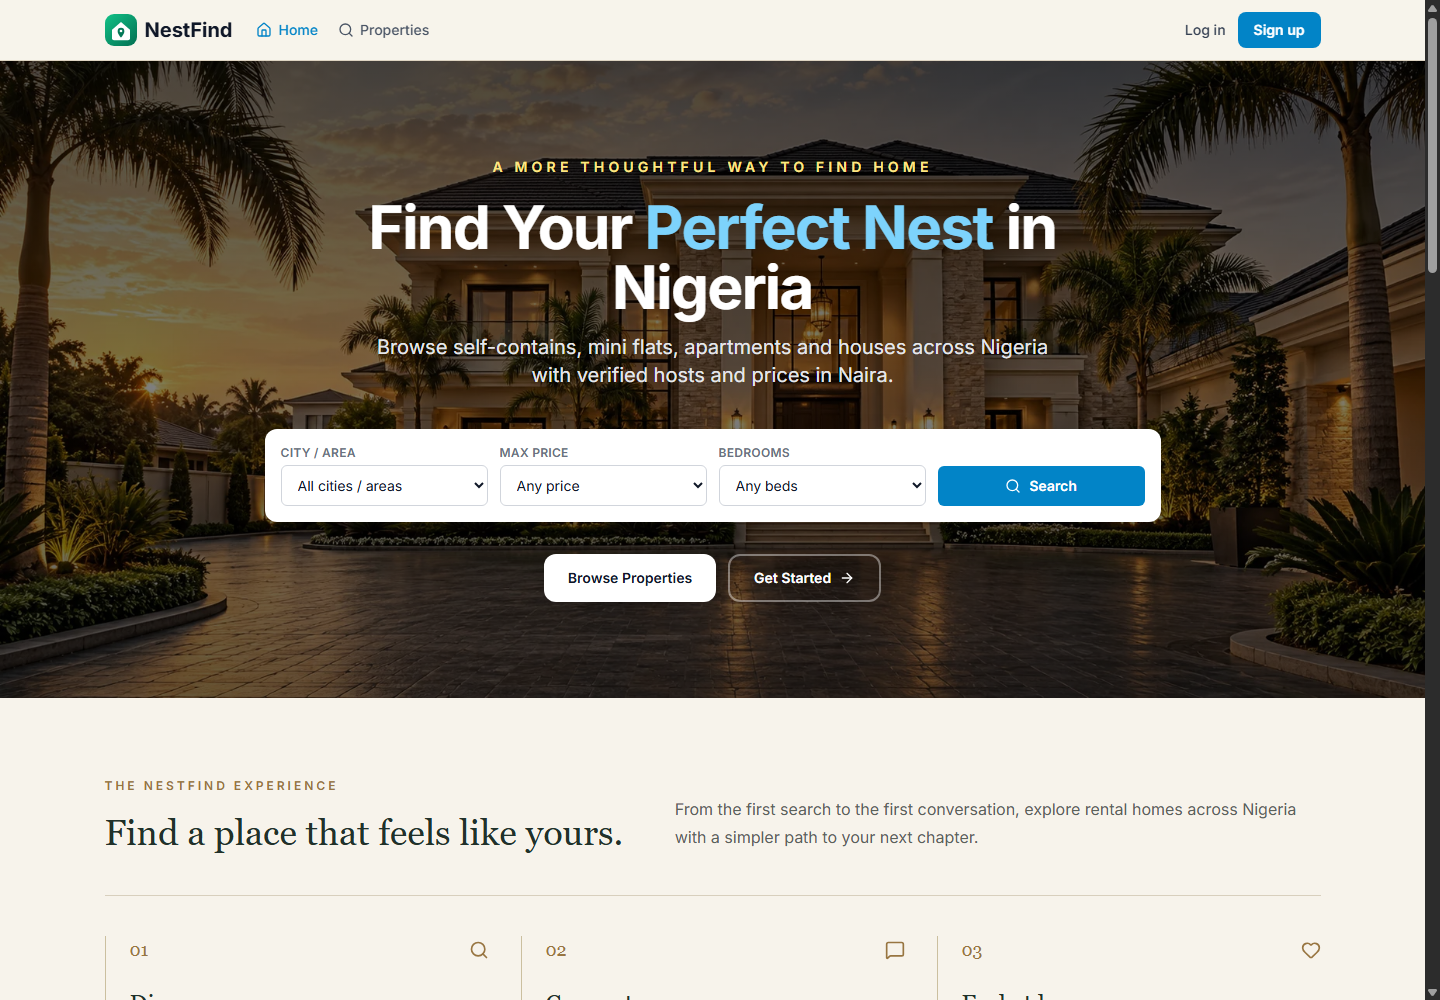 NestFind
Home
Properties
Log in
Sign up
A MORE THOUGHTFUL WAY TO FIND HOME
Find Your Perfect Nest in
Nigeria
Browse self-contains, mini flats, apartments and houses across Nigeria
with verified hosts and prices in Naira.
CITY / AREA
MAX PRICE
BEDROOMS
All cities / areas
Any price
Any beds
Search
Browse Properties
Get Started
THE NESTFIND EXPERIENCE
Find a place that feels like yours.
From the first search to the first conversation, explore rental homes across Nigeria
with a simpler path to your next chapter.
01
02
03